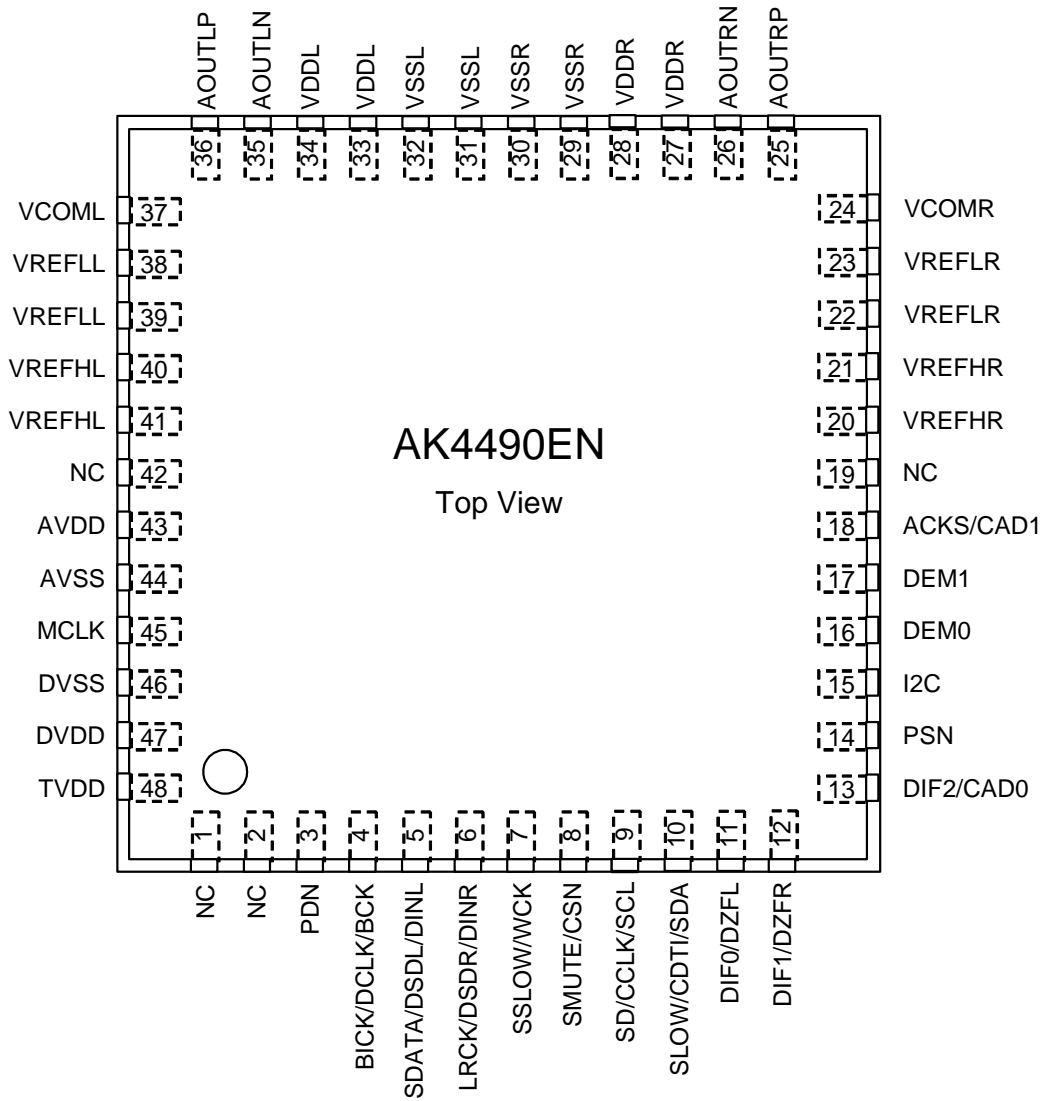 AOUTLP
AOUTLN
VDDL
VDDL
VSSL
VSSL
VSSR
VSSR
VDDR
VDDR
AOUTRN
AOUTRP
36
35
34
33
32
31
30
29
28
27
26
25
VCOML 37
VREFLL 38
VREFLL 39
VREFHL 40
VREFHL 41
NC 42
AVDD 43
AVSS 44
MCLK 45
DVSS 46
DVDD 47
TVDD 48
AK4490EN
Top View
24 VCOMR
23 VREFLR
22 VREFLR
21 VREFHR
20 VREFHR
19 NC
18 ACKS/CAD1
17 DEM1
16 DEM0
15 I2C
14 PSN
13 DIF2/CAD0
1
2
3
4
5
6
7
8
9
10
11
12
NC
NC
PDN
BICK/DCLK/BCK
SDATA/DSDL/DINL
LRCK/DSDR/DINR
SSLOW/WCK
SMUTE/CSN
SD/CCLK/SCL
SLOW/CDTI/SDA
DIF0/DZFL
DIF1/DZFR